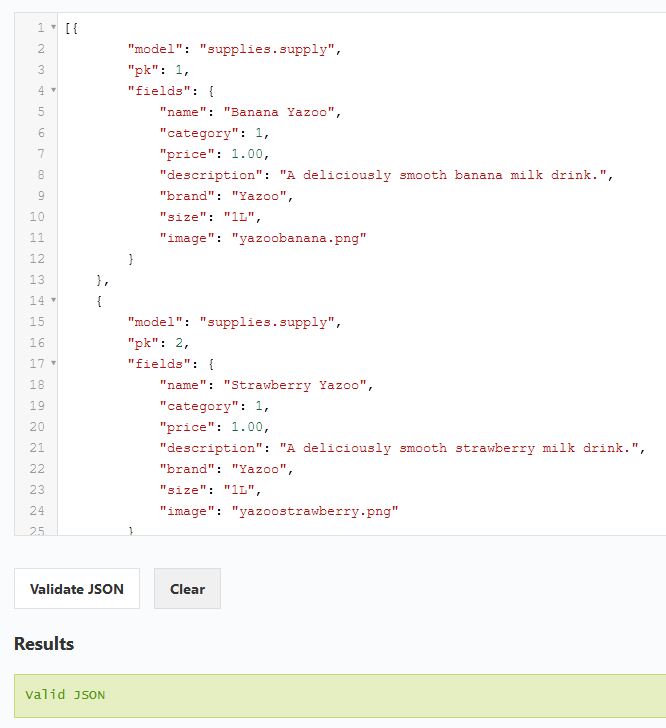 1 [{
2 "model": "supplies.supply",
3 "pk": 1,
4 "fields": {
5 "name": "Banana Yazoo",
6 "category": 1,
7 "price": 1.00,
8 "description": "A deliciously smooth banana milk drink.",
9 "brand": "Yazoo",
10 "size": "1L",
11 "image": "yazoobanana.png"
12 }
13 },
14 {
15 "model": "supplies.supply",
16 "pk": 2,
17 "fields": {
18 "name": "Strawberry Yazoo",
19 "category": 1,
20 "price": 1.00,
21 "description": "A deliciously smooth strawberry milk drink.",
22 "brand": "Yazoo",
23 "size": "1L",
24 "image": "yazoostrawberry.png"
25 }
Validate JSON Clear
Results
Valid JSON